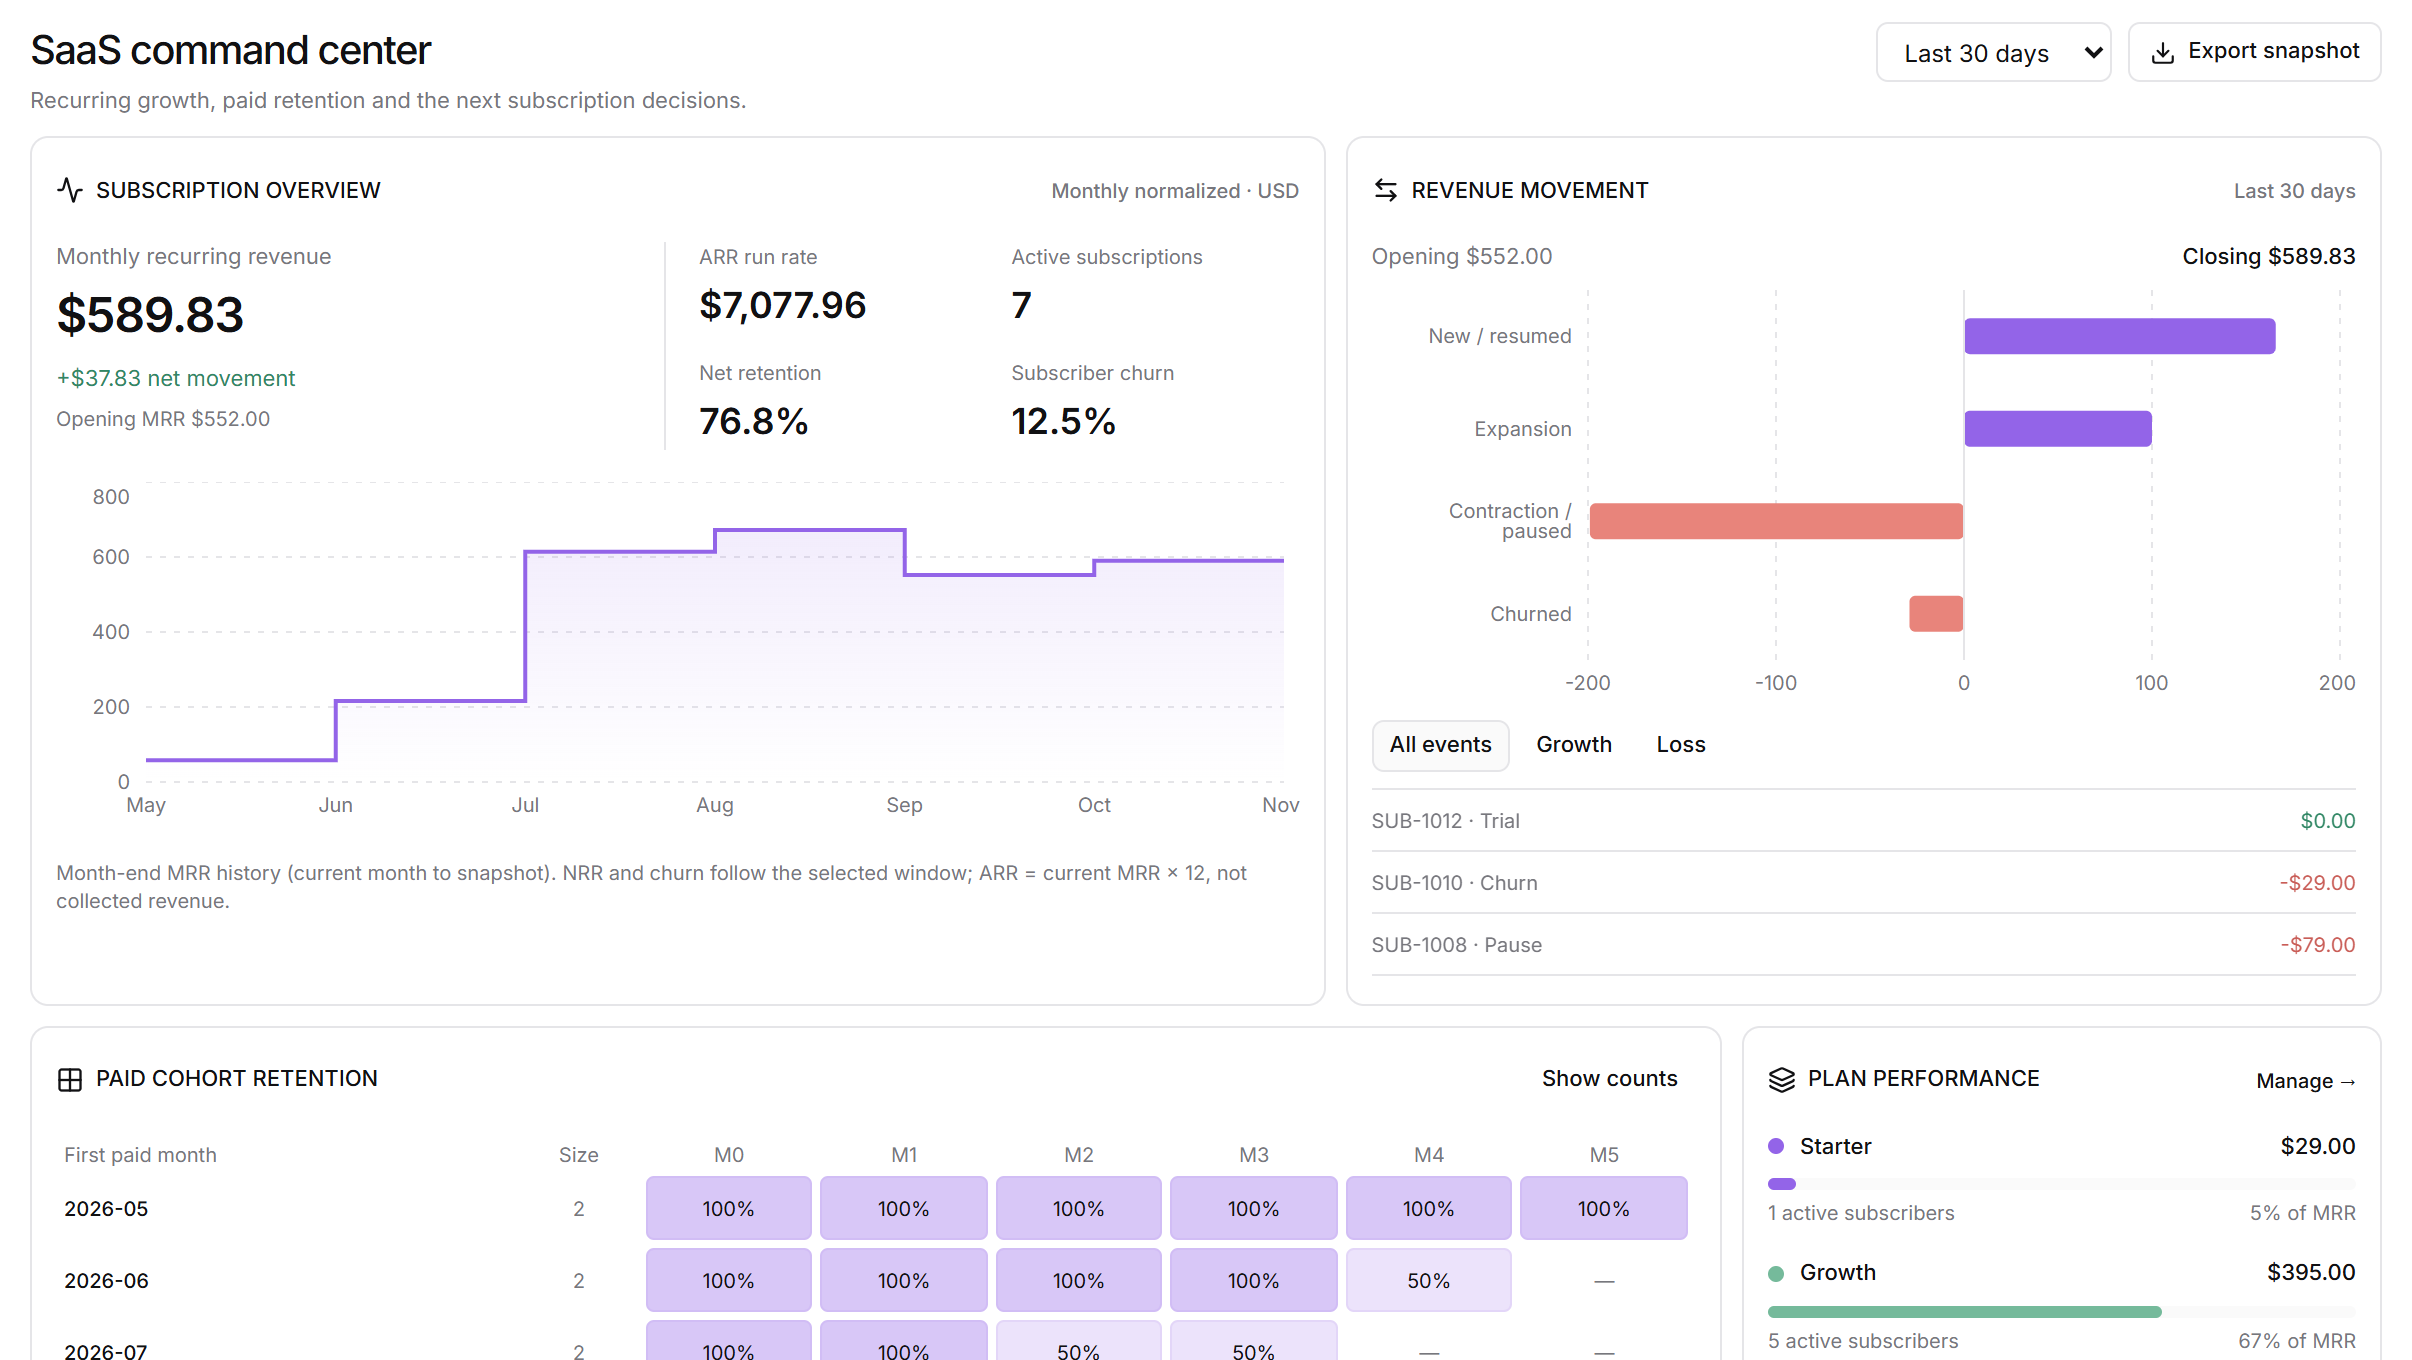 SaaS command center
Recurring growth, paid retention and the next subscription decisions.
Last 30 days
Export snapshot
SUBSCRIPTION OVERVIEW
Monthly normalized · USD
Monthly recurring revenue
$589.83
+$37.83 net movement
Opening MRR $552.00
ARR run rate
$7,077.96
Active subscriptions
7
Net retention
76.8%
Subscriber churn
12.5%
800
600
400
200
0
May Jun Jul Aug Sep Oct Nov
Month-end MRR history (current month to snapshot). NRR and churn follow the selected window; ARR = current MRR × 12, not
collected revenue.
REVENUE MOVEMENT
Last 30 days
Opening $552.00
Closing $589.83
New / resumed
Expansion
Contraction /
paused
Churned
-200 -100 0 100 200
All events Growth Loss
SUB-1012 · Trial $0.00
SUB-1010 · Churn -$29.00
SUB-1008 · Pause -$79.00
PAID COHORT RETENTION
Show counts
First paid month Size M0 M1 M2 M3 M4 M5
2026-05 2 100% 100% 100% 100% 100% 100%
2026-06 2 100% 100% 100% 100% 50% —
2026-07 2 100% 100% 50% 50% — —
PLAN PERFORMANCE
Manage →
Starter $29.00
1 active subscribers 5% of MRR
Growth $395.00
5 active subscribers 67% of MRR